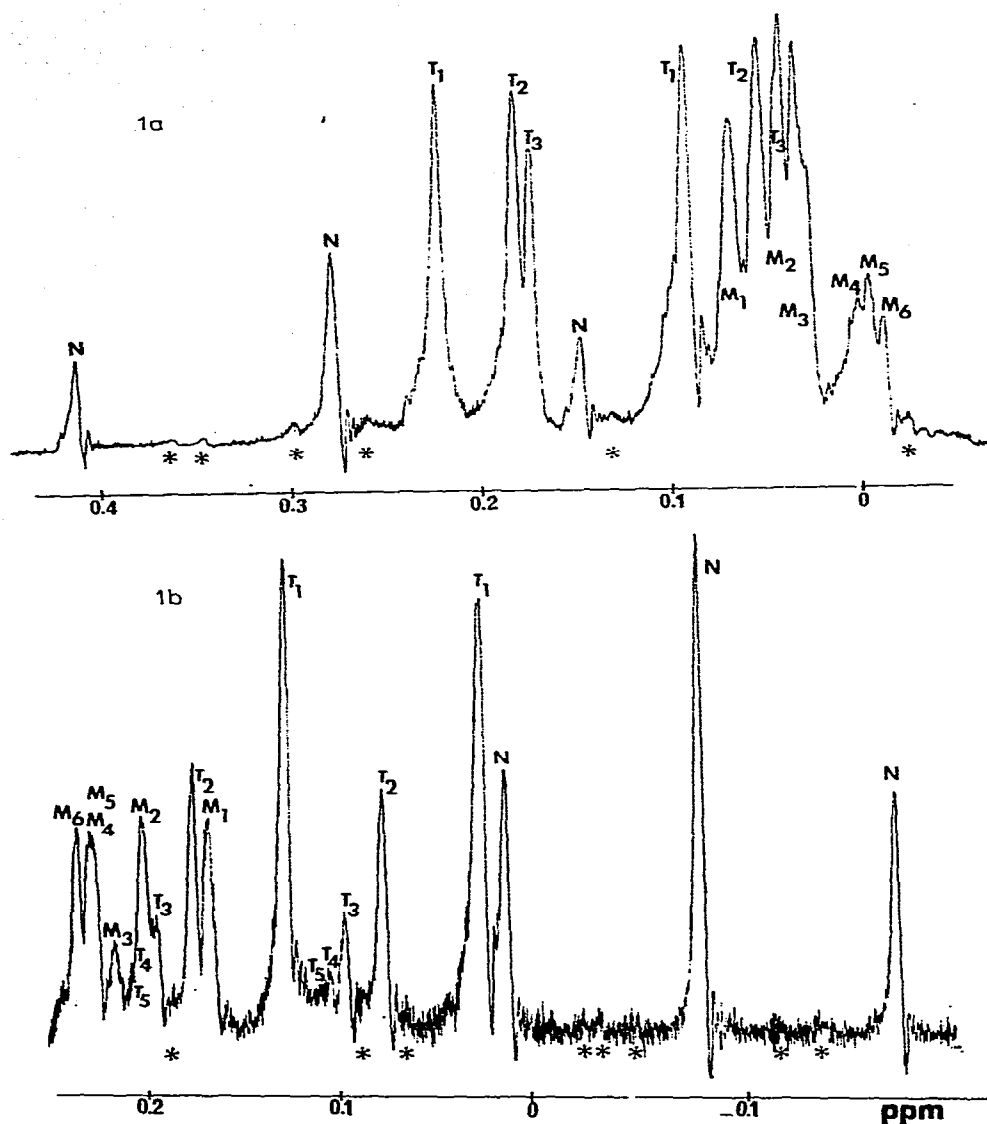 1a
N
N
T1
T2
T3
N
T1
M1
T2
T3
M2
M3
M4
M5
M6
* * * * * *
0.4 0.3 0.2 0.1 0
1b
M6
M5
M4
M3
M2
T4
T5
T3
T2
M1
T1
T5
T4
T3
T2
T1
N
N
N
* * * * * * * *
0.2 0.1 0 -0.1 ppm